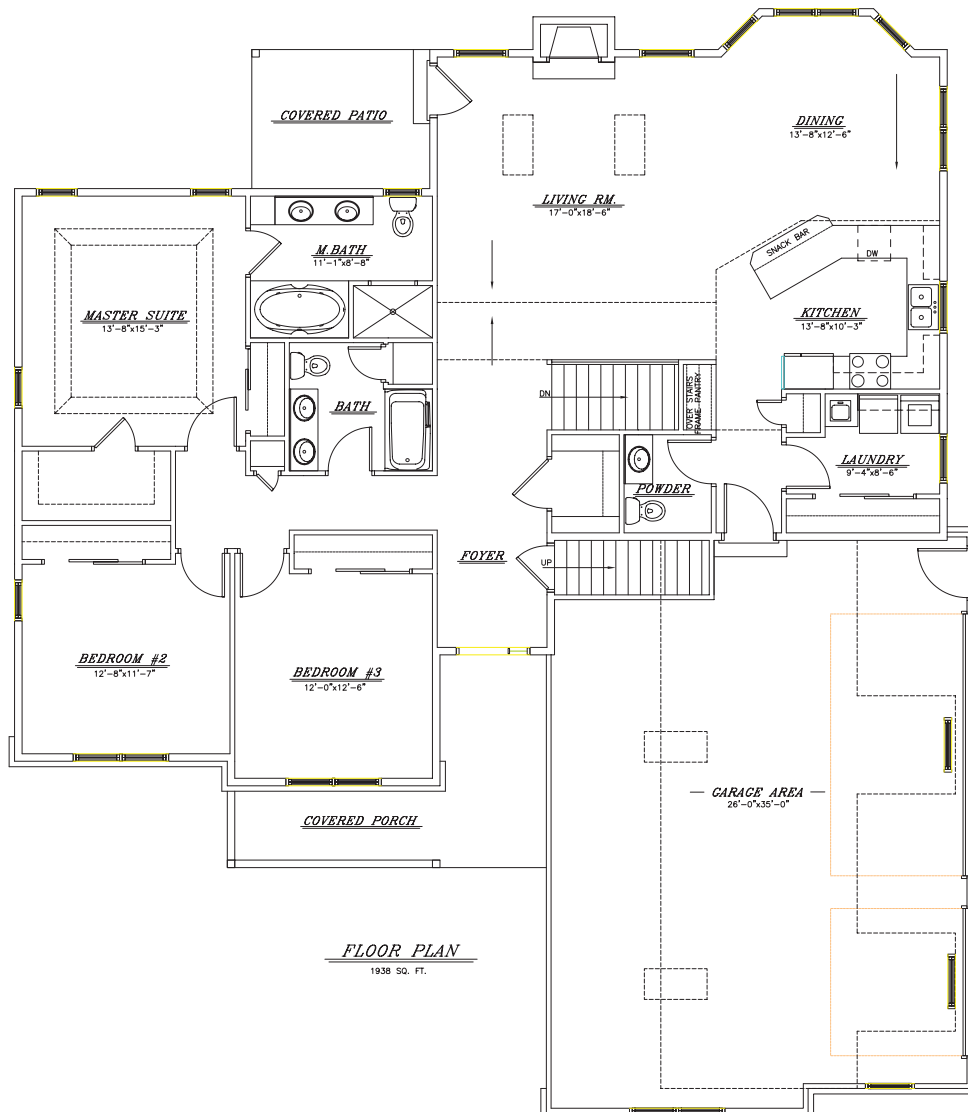 COVERED PATIO
DINING
13'-8"x12'-6"
LIVING RM.
17'-0"x18'-6"
SNACK BAR
DW
M.BATH
11'-1"x8'-8"
MASTER SUITE
13'-8"x15'-3"
KITCHEN
13'-8"x10'-3"
DN
OVER STAIRS
FRAME PANTRY
BATH
LAUNDRY
9'-4"x8'-6"
POWDER
FOYER
UP
BEDROOM #2
12'-8"x11'-7"
BEDROOM #3
12'-0"x12'-6"
GARAGE AREA
26'-0"x35'-0"
COVERED PORCH
FLOOR PLAN
1938 SQ. FT.